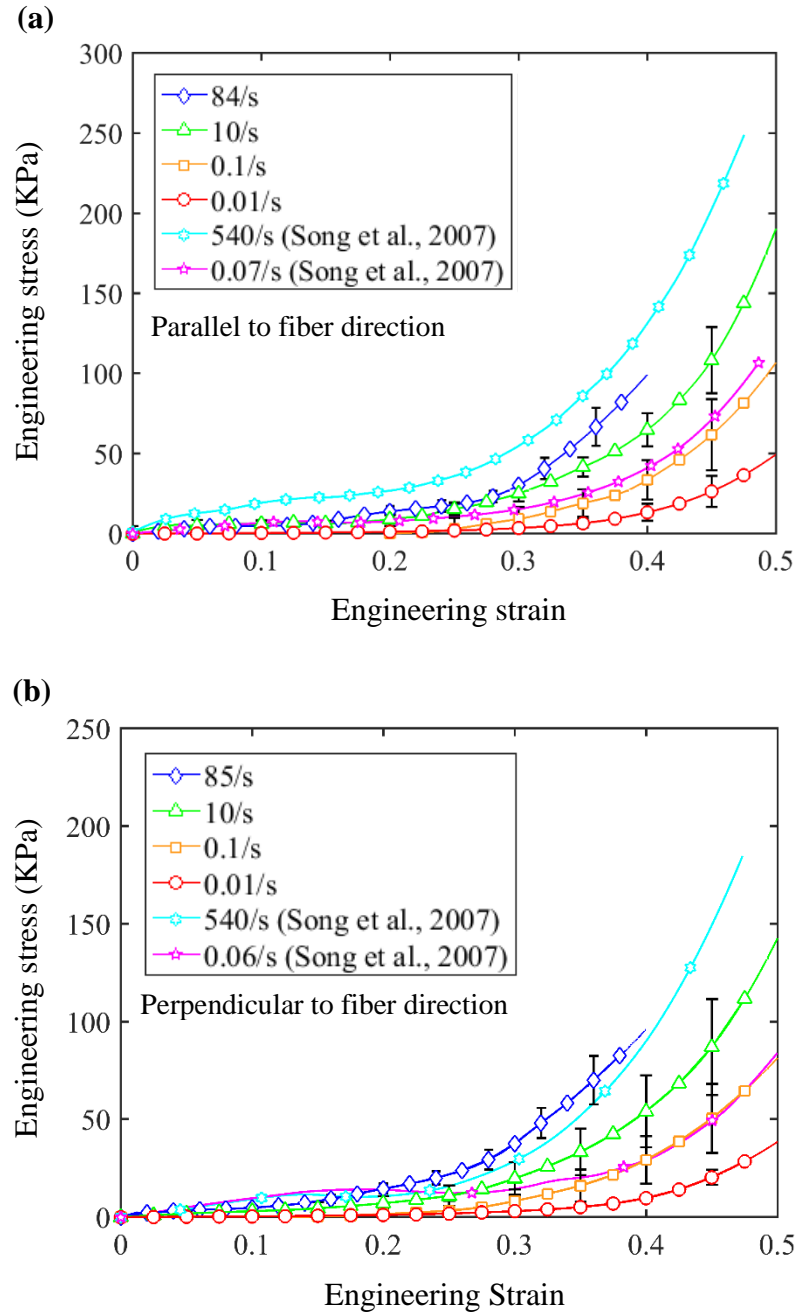 (a)
300
250
200
150
100
50
0
Engineering stress (KPa)
84/s
10/s
0.1/s
0.01/s
540/s (Song et al., 2007)
0.07/s (Song et al., 2007)
Parallel to fiber direction
0 0.1 0.2 0.3 0.4 0.5
Engineering strain
(b)
250
200
150
100
50
0
Engineering stress (KPa)
85/s
10/s
0.1/s
0.01/s
540/s (Song et al., 2007)
0.06/s (Song et al., 2007)
Perpendicular to fiber direction
0 0.1 0.2 0.3 0.4 0.5
Engineering Strain